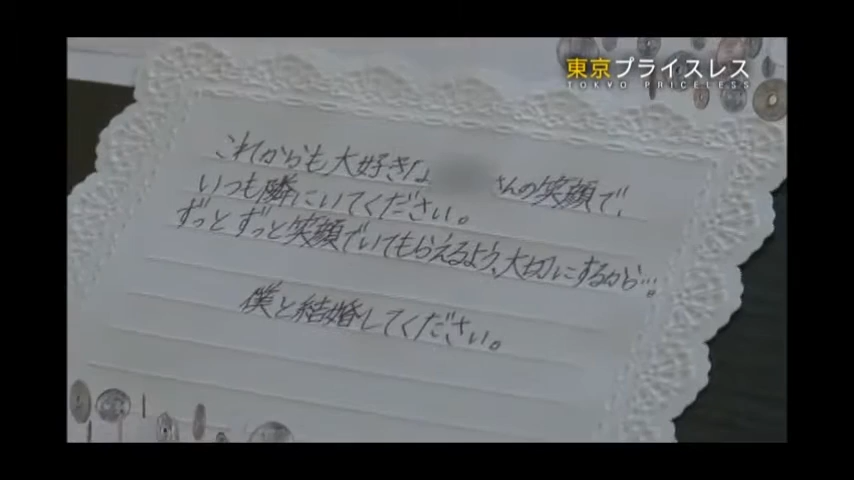 東京プライスレス
TOKYO PRICELESS
これからも大好きな さんの笑顔で、
いつも隣にいてください。
ずっとずっと笑顔でいてもらえるよう、大切にするから…。
僕と結婚してください。